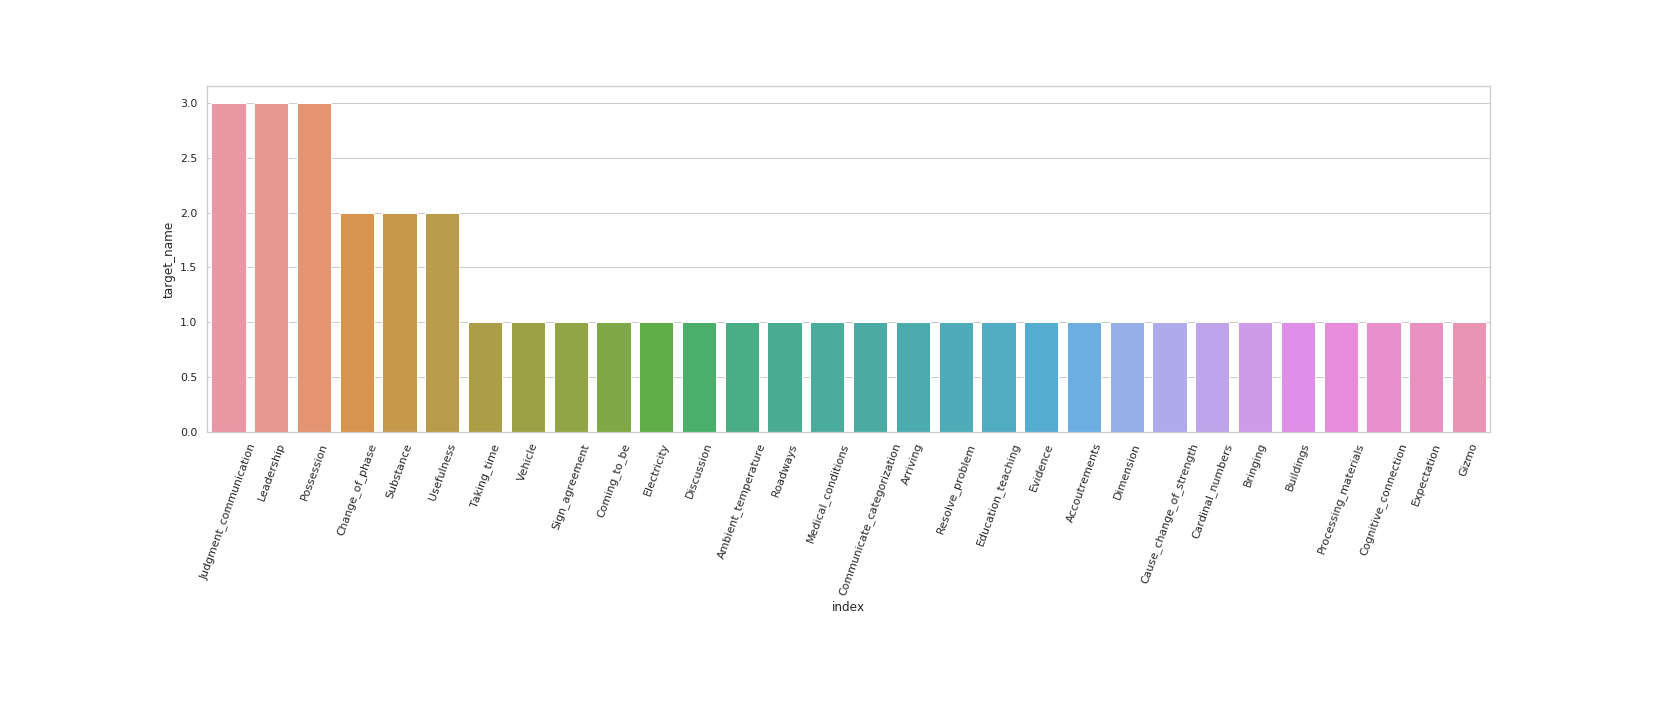 3.0
2.5
2.0
1.5
1.0
0.5
0.0
target_name
Judgment_communication
Leadership
Possession
Change_of_phase
Substance
Usefulness
Taking_time
Vehicle
Sign_agreement
Coming_to_be
Electricity
Discussion
Ambient_temperature
Roadways
Medical_conditions
Communicate_categorization
Arriving
Resolve_problem
Education_teaching
Evidence
Accoutrements
Dimension
Cause_change_of_strength
Cardinal_numbers
Bringing
Buildings
Processing_materials
Cognitive_connection
Expectation
Gizmo
index